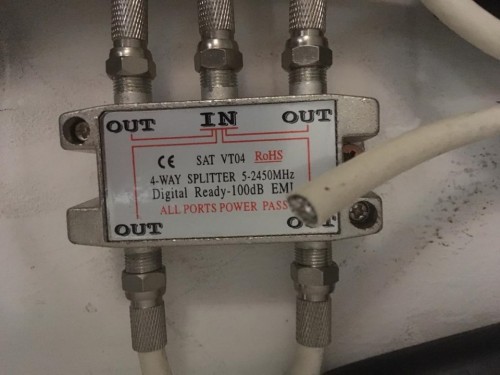 OUT IN OUT
CE SAT VT04 RoHS
4-WAY SPLITTER 5-2450MHz
Digital Ready-100dB EMI
ALL PORTS POWER PASS
OUT OUT